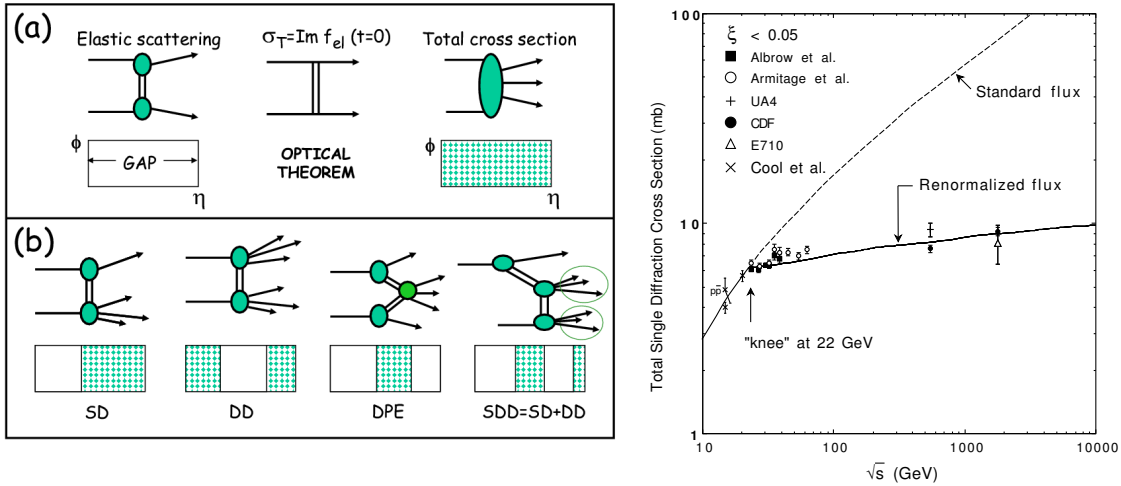 (a)
Elastic scattering
σT=Im fel (t=0)
Total cross section
ϕ
GAP
η
OPTICAL
THEOREM
ϕ
η
(b)
SD
DD
DPE
SDD=SD+DD
Total Single Diffraction Cross Section (mb)
100
10
1
ξ < 0.05
Albrow et al.
Armitage et al.
UA4
CDF
E710
Cool et al.
Standard flux
Renormalized flux
pp̅
"knee" at 22 GeV
10
100
1000
10000
√s (GeV)